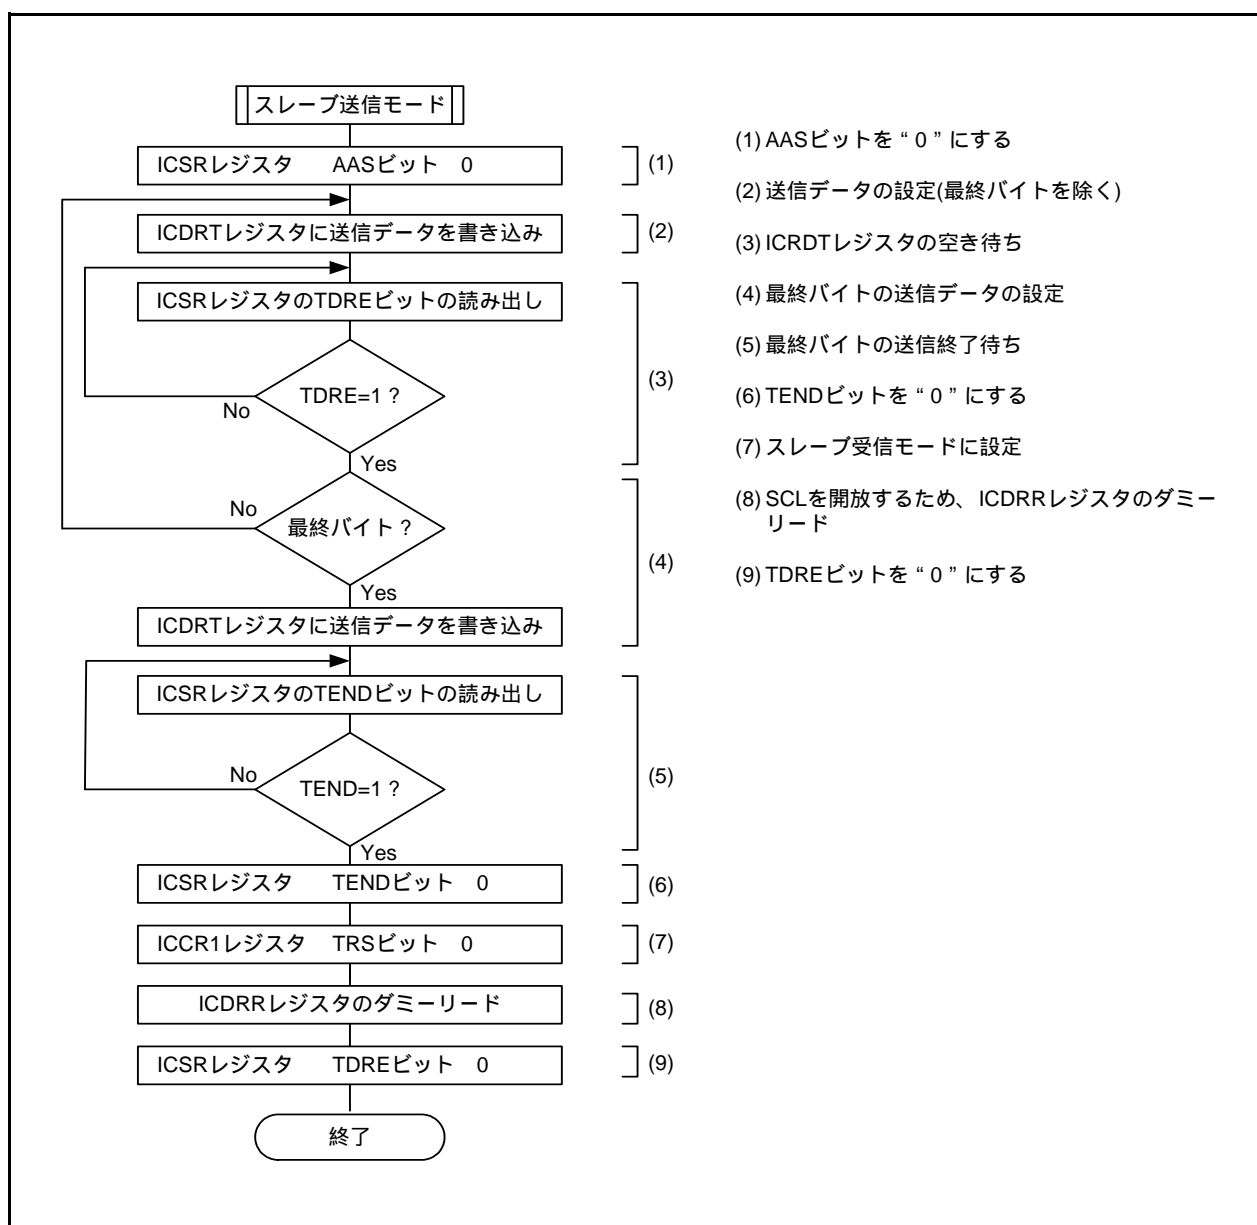 スレーブ送信モード
ICSRレジスタ AASビット 0
(1)
ICDRTレジスタに送信データを書き込み
(2)
ICSRレジスタのTDREビットの読み出し
TDRE=1 ?
No
Yes
(3)
最終バイト ?
No
Yes
ICDRTレジスタに送信データを書き込み
(4)
ICSRレジスタのTENDビットの読み出し
TEND=1 ?
No
Yes
(5)
ICSRレジスタ TENDビット 0
(6)
ICCR1レジスタ TRSビット 0
(7)
ICDRRレジスタのダミーリード
(8)
ICSRレジスタ TDREビット 0
(9)
終了
(1) AASビットを“0”にする
(2) 送信データの設定(最終バイトを除く)
(3) ICRDTレジスタの空き待ち
(4) 最終バイトの送信データの設定
(5) 最終バイトの送信終了待ち
(6) TENDビットを“0”にする
(7) スレーブ受信モードに設定
(8) SCLを開放するため、ICDRRレジスタのダミー
リード
(9) TDREビットを“0”にする